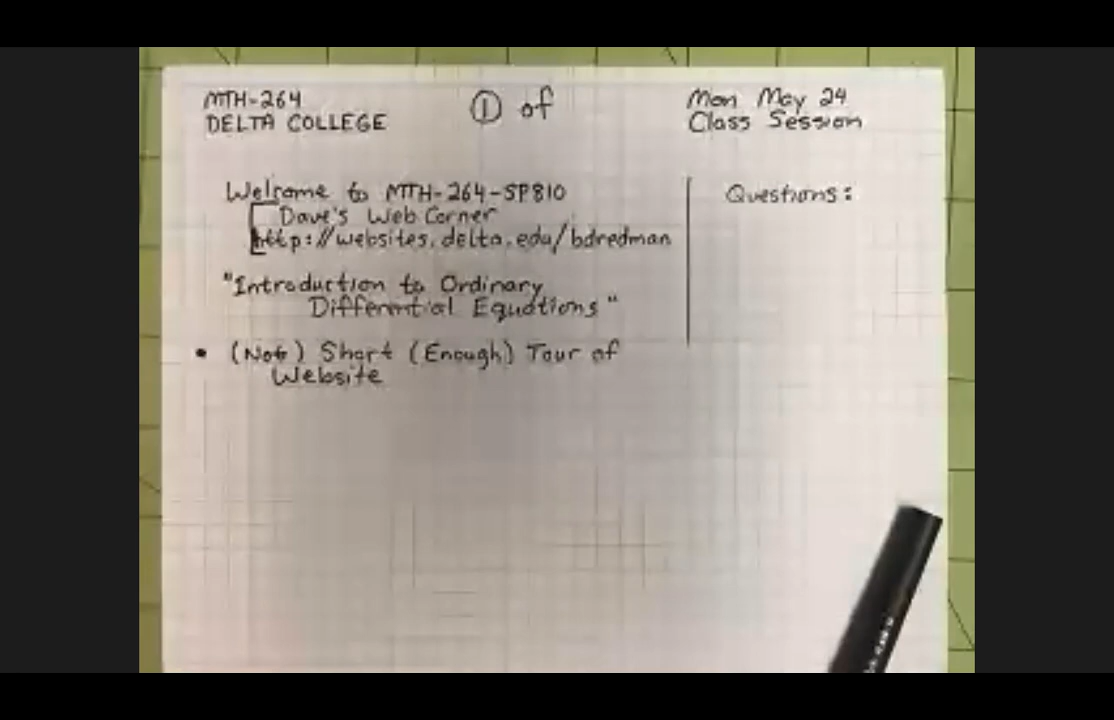 MTH-264
DELTA COLLEGE
① of
Mon May 24
Class Session
Welcome to MTH-264-SP810
Dave's Web Corner
http://websites.delta.edu/bdredman
Questions:
"Introduction to Ordinary
Differential Equations"
• (Not) Short (Enough) Tour of
Website